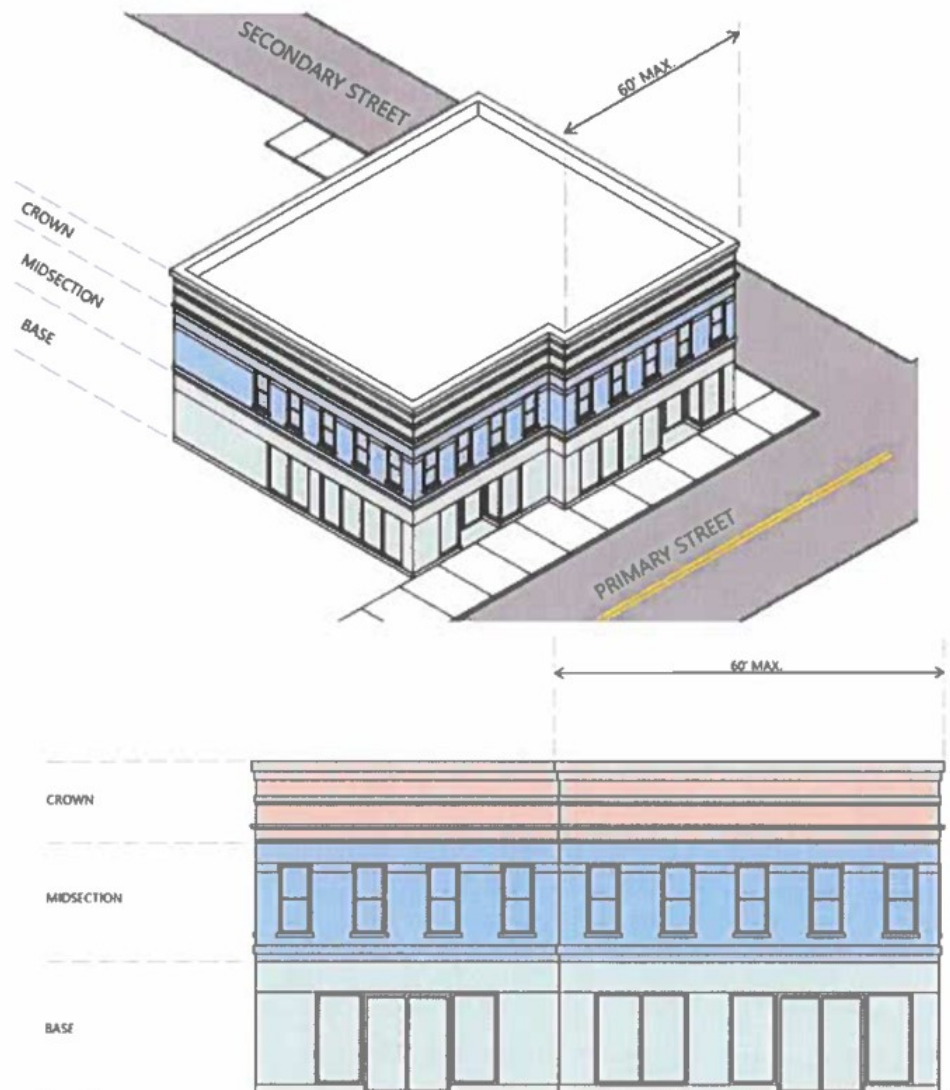 SECONDARY STREET
60' MAX.
CROWN
MIDSECTION
BASE
PRIMARY STREET
60' MAX.
CROWN
MIDSECTION
BASE